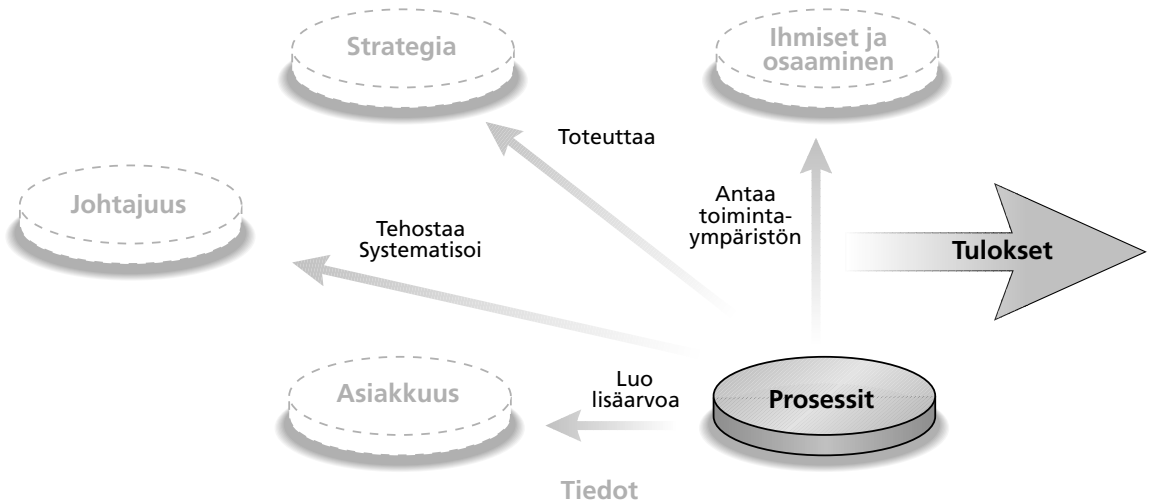 Strategia
Ihmiset ja
osaaminen
Toteuttaa
Johtajuus
Antaa
toiminta-
ympäristön
Tehostaa
Systematisoi
Tulokset
Asiakkuus
Luo
lisäarvoa
Prosessit
Tiedot